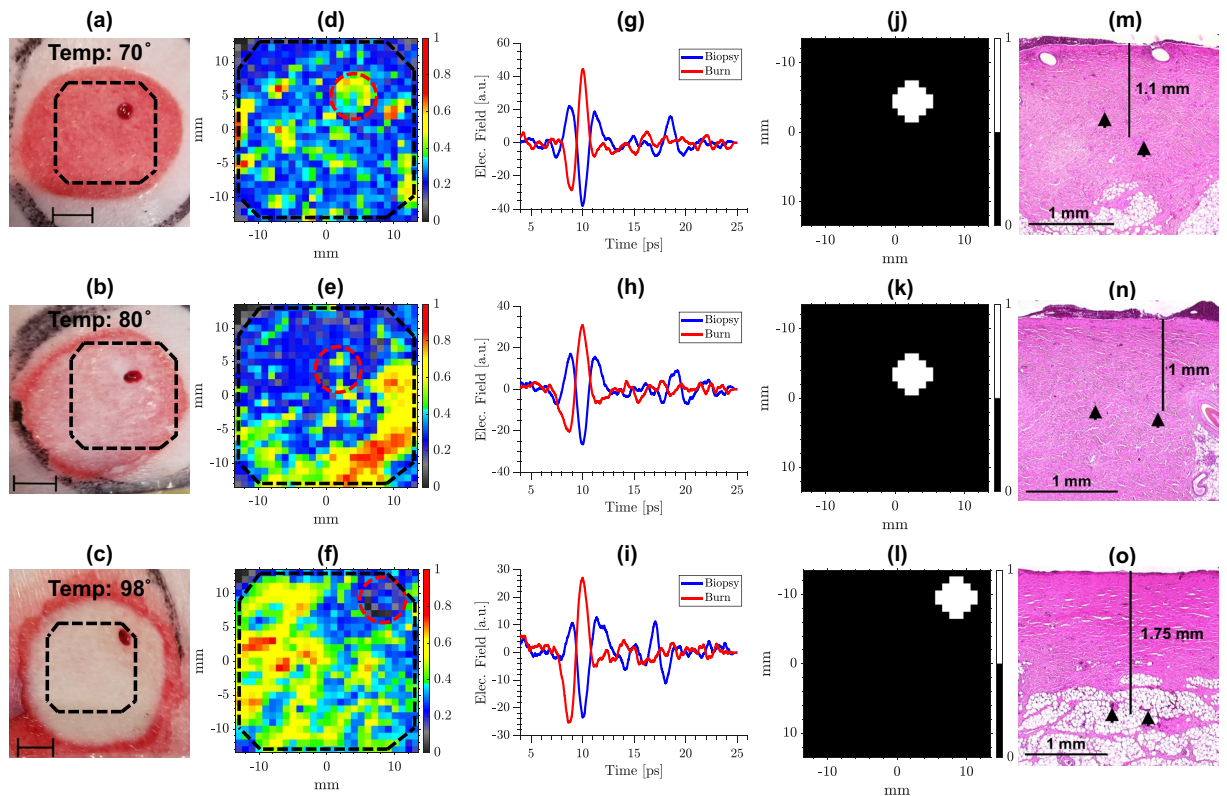 (a) (d) (g) (j) (m)
Temp: 70°
mm
10
5
0
-5
-10
-10 0 10
mm
1
0.8
0.6
0.4
0.2
0
Elec. Field [a.u.]
60
40
20
0
-20
-40
5 10 15 20 25
Time [ps]
Biopsy
Burn
mm
-10
0
10
-10 0 10
mm
1
0
1.1 mm
1 mm
(b) (e) (h) (k) (n)
Temp: 80°
mm
10
5
0
-5
-10
-10 0 10
mm
1
0.8
0.6
0.4
0.2
0
Elec. Field [a.u.]
40
20
0
-20
-40
5 10 15 20 25
Time [ps]
Biopsy
Burn
mm
-10
0
10
-10 0 10
mm
1
0
1 mm
1 mm
(c) (f) (i) (l) (o)
Temp: 98°
mm
10
5
0
-5
-10
-10 0 10
mm
1
0.8
0.6
0.4
0.2
0
Elec. Field [a.u.]
30
20
10
0
-10
-20
-30
5 10 15 20 25
Time [ps]
Biopsy
Burn
mm
-10
0
10
-10 0 10
mm
1
0
1.75 mm
1 mm